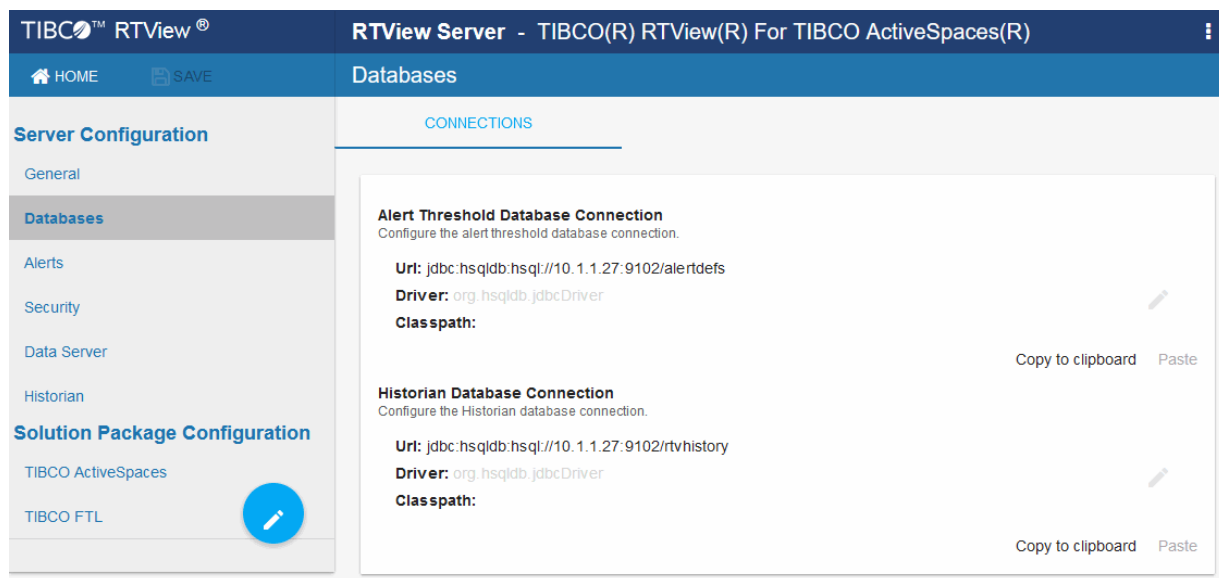 TIBCO™ RTView ®
RTView Server - TIBCO(R) RTView(R) For TIBCO ActiveSpaces(R)
HOME
SAVE
Databases
Server Configuration
General
Databases
Alerts
Security
Data Server
Historian
Solution Package Configuration
TIBCO ActiveSpaces
TIBCO FTL
CONNECTIONS
Alert Threshold Database Connection
Configure the alert threshold database connection.
Url: jdbc:hsqldb:hsql://10.1.1.27:9102/alertdefs
Driver: org.hsqldb.jdbcDriver
Classpath:
Copy to clipboard Paste
Historian Database Connection
Configure the Historian database connection.
Url: jdbc:hsqldb:hsql://10.1.1.27:9102/rtvhistory
Driver: org.hsqldb.jdbcDriver
Classpath:
Copy to clipboard Paste